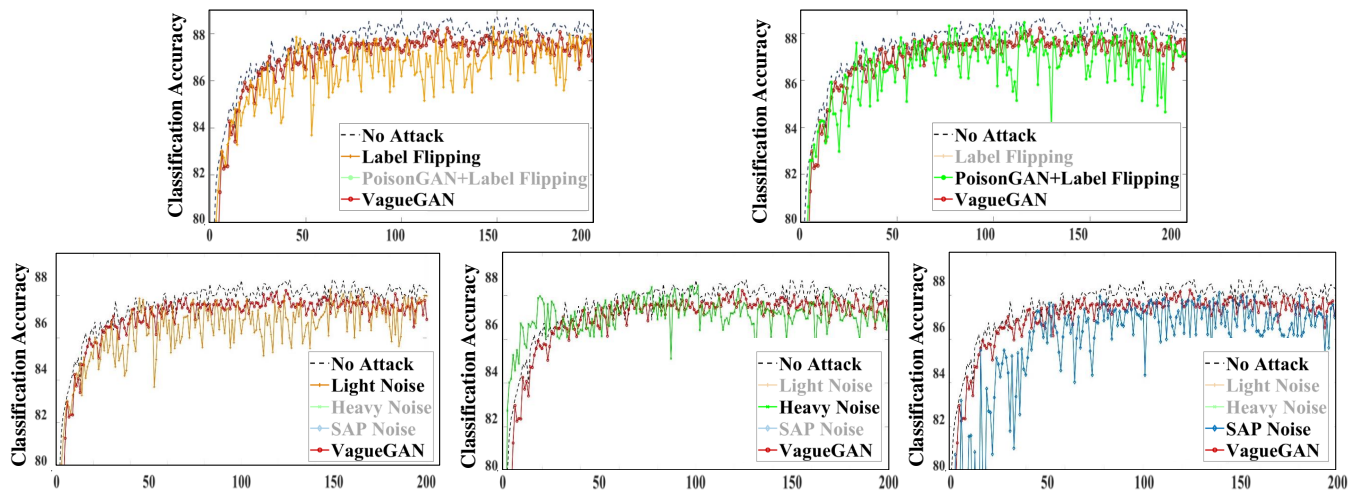 Classification Accuracy
88
86
84
82
80
No Attack
Label Flipping
PoisonGAN+Label Flipping
VagueGAN
0 50 100 150 200
Classification Accuracy
88
86
84
82
80
No Attack
Label Flipping
PoisonGAN+Label Flipping
VagueGAN
0 50 100 150 200
Classification Accuracy
88
86
84
82
80
No Attack
Light Noise
Heavy Noise
SAP Noise
VagueGAN
0 50 100 150 200
Classification Accuracy
88
86
84
82
80
No Attack
Light Noise
Heavy Noise
SAP Noise
VagueGAN
0 50 100 150 200
Classification Accuracy
88
86
84
82
80
No Attack
Light Noise
Heavy Noise
SAP Noise
VagueGAN
0 50 100 150 200